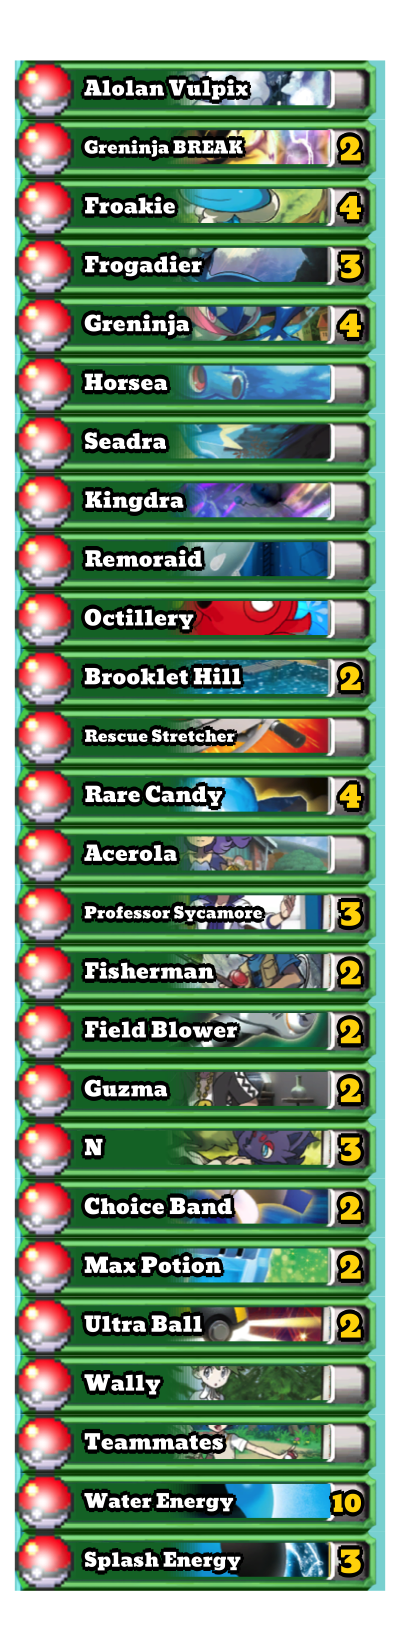 Alolan Vulpix
Greninja BREAK 2
Froakie 4
Frogadier 3
Greninja 4
Horsea
Seadra
Kingdra
Remoraid
Octillery
Brooklet Hill 2
Rescue Stretcher
Rare Candy 4
Acerola
Professor Sycamore 3
Fisherman 2
Field Blower 2
Guzma 2
N 3
Choice Band 2
Max Potion 2
Ultra Ball 2
Wally
Teammates
Water Energy 10
Splash Energy 3